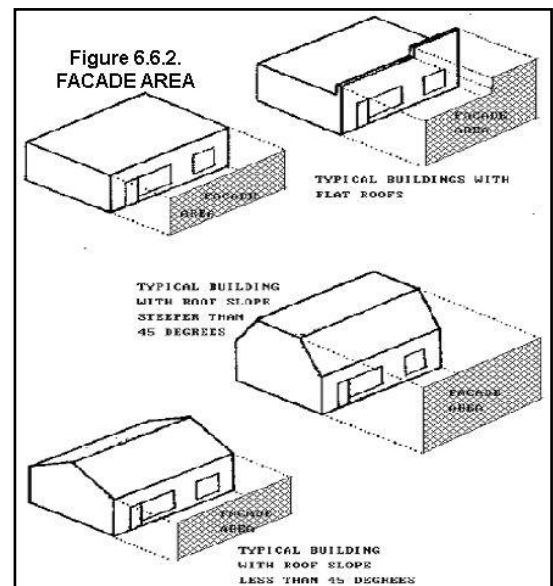 Figure 6.6.2.
FACADE AREA
FACADE
AREA
FACADE
AREA
TYPICAL BUILDINGS WITH
FLAT ROOFS
TYPICAL BUILDING
WITH ROOF SLOPE
STEEPER THAN
45 DEGREES
FACADE
AREA
FACADE
AREA
TYPICAL BUILDING
WITH ROOF SLOPE
LESS THAN 45 DEGREES